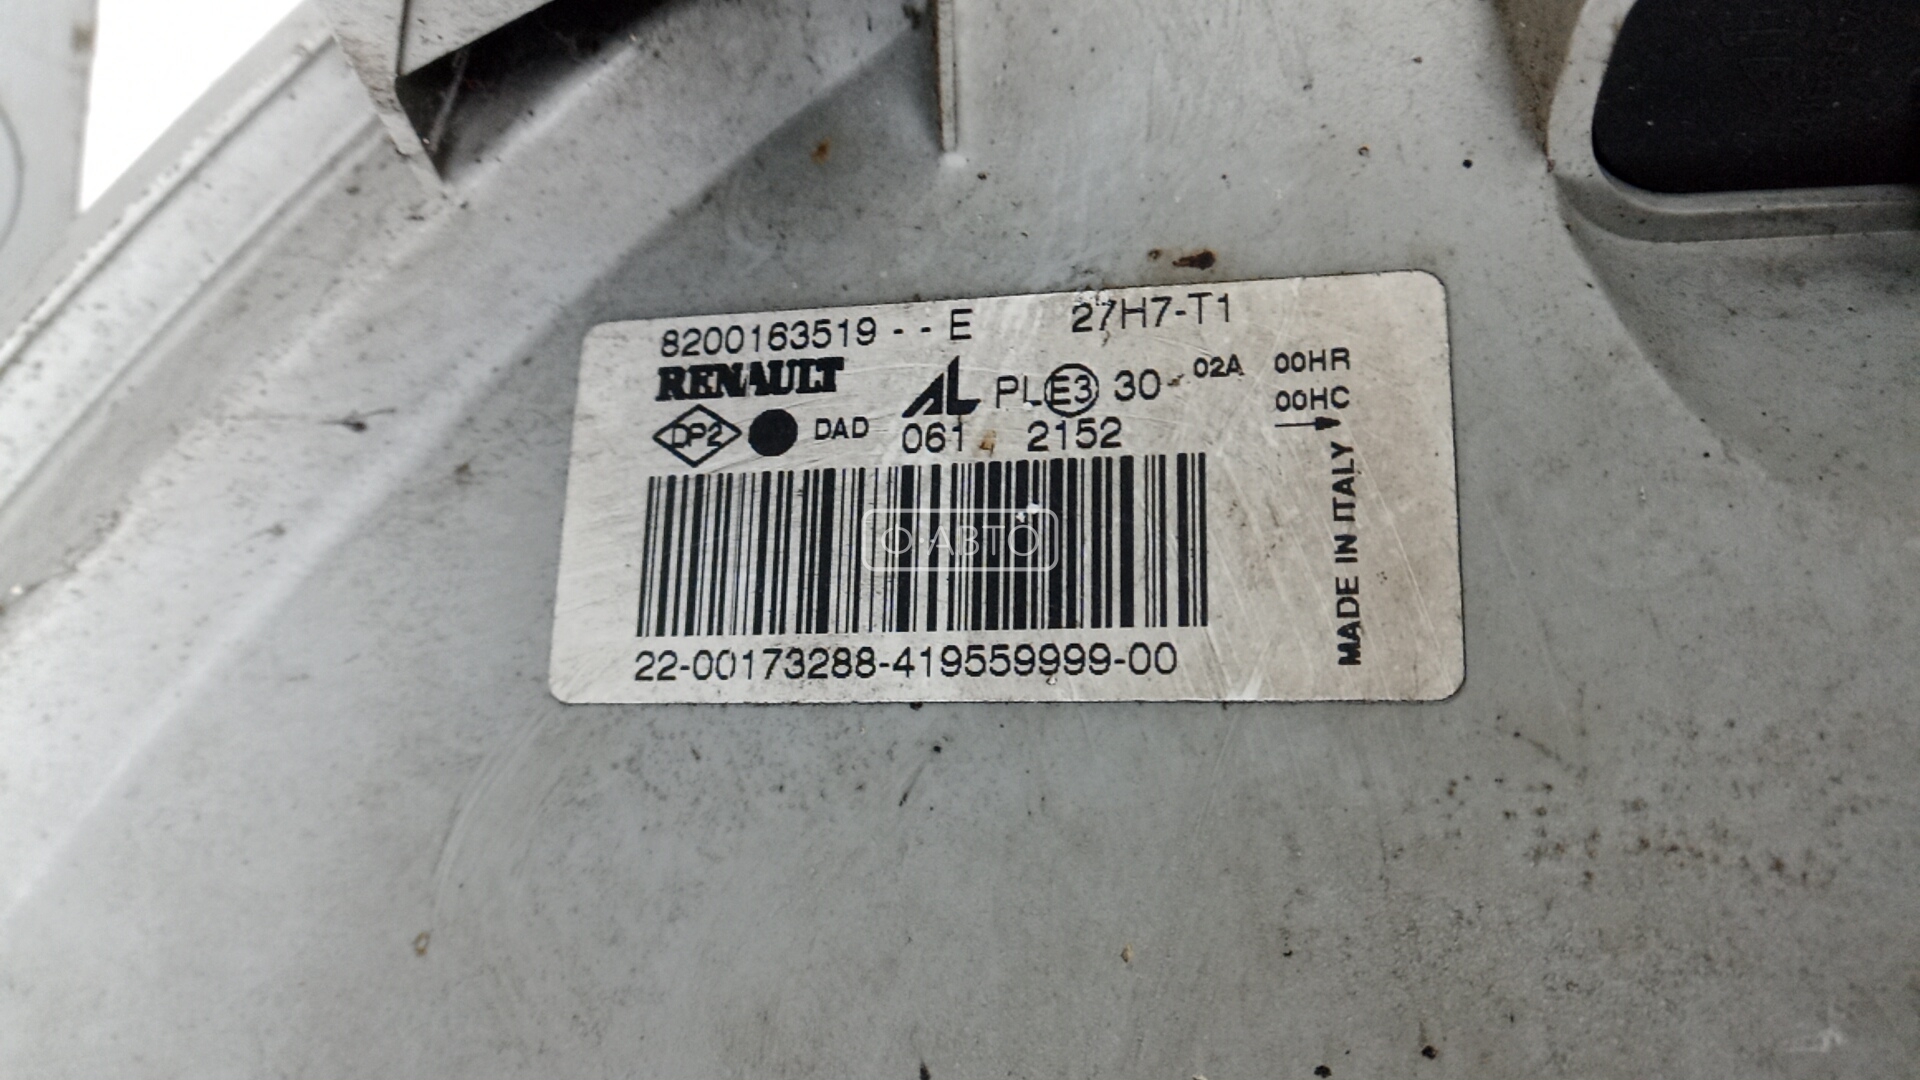 8200163519 - - E 27H7-T1
RENAULT AL PL E3 30 02A 00HR
00HC
DP2 DAD 061 2152
О·АВТО
22-00173288-419559999-00
MADE IN ITALY